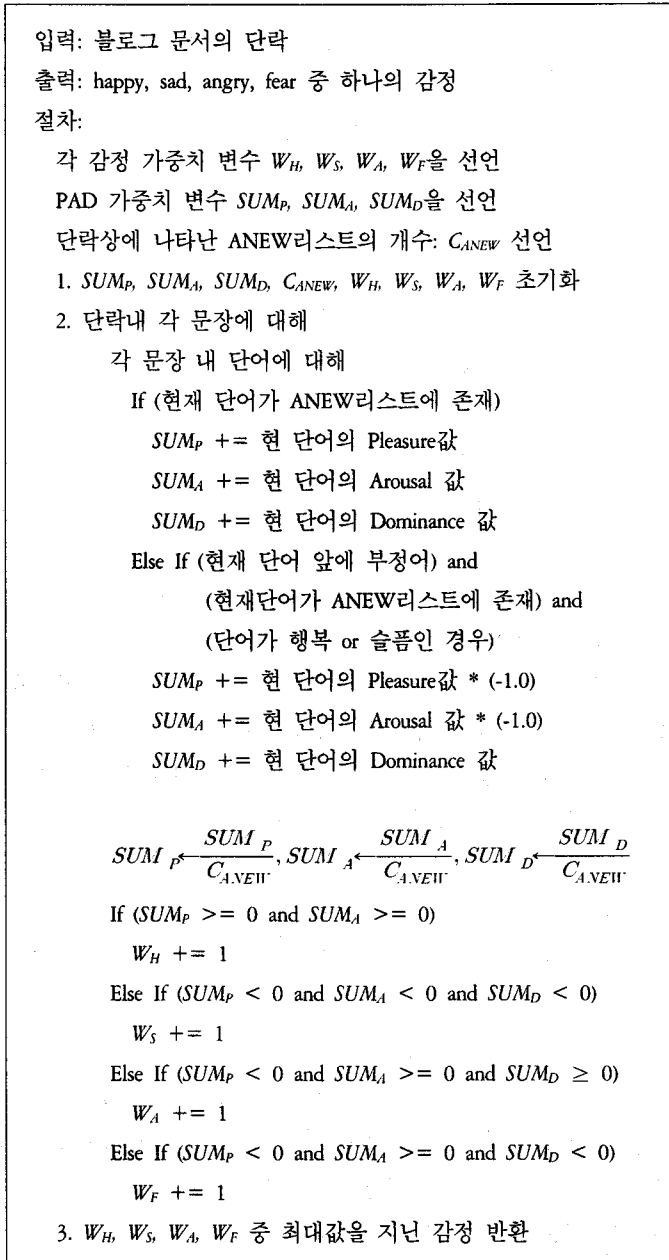 입력: 블로그 문서의 단락
출력: happy, sad, angry, fear 중 하나의 감정
절차:
각 감정 가중치 변수 W_H, W_S, W_A, W_F을 선언
PAD 가중치 변수 SUM_P, SUM_A, SUM_D을 선언
단락상에 나타난 ANEW리스트의 개수: C_ANEW 선언
1. SUM_P, SUM_A, SUM_D, C_ANEW, W_H, W_S, W_A, W_F 초기화
2. 단락내 각 문장에 대해
각 문장 내 단어에 대해
If (현재 단어가 ANEW리스트에 존재)
SUM_P += 현 단어의 Pleasure값
SUM_A += 현 단어의 Arousal 값
SUM_D += 현 단어의 Dominance 값
Else If (현재 단어 앞에 부정어) and
(현재단어가 ANEW리스트에 존재) and
(단어가 행복 or 슬픔인 경우)
SUM_P += 현 단어의 Pleasure값 * (-1.0)
SUM_A += 현 단어의 Arousal 값 * (-1.0)
SUM_D += 현 단어의 Dominance 값
SUM_P ← SUM_P / C_ANEW, SUM_A ← SUM_A / C_ANEW, SUM_D ← SUM_D / C_ANEW
If (SUM_P >= 0 and SUM_A >= 0)
W_H += 1
Else If (SUM_P < 0 and SUM_A < 0 and SUM_D < 0)
W_S += 1
Else If (SUM_P < 0 and SUM_A >= 0 and SUM_D ≥ 0)
W_A += 1
Else If (SUM_P < 0 and SUM_A >= 0 and SUM_D < 0)
W_F += 1
3. W_H, W_S, W_A, W_F 중 최대값을 지닌 감정 반환